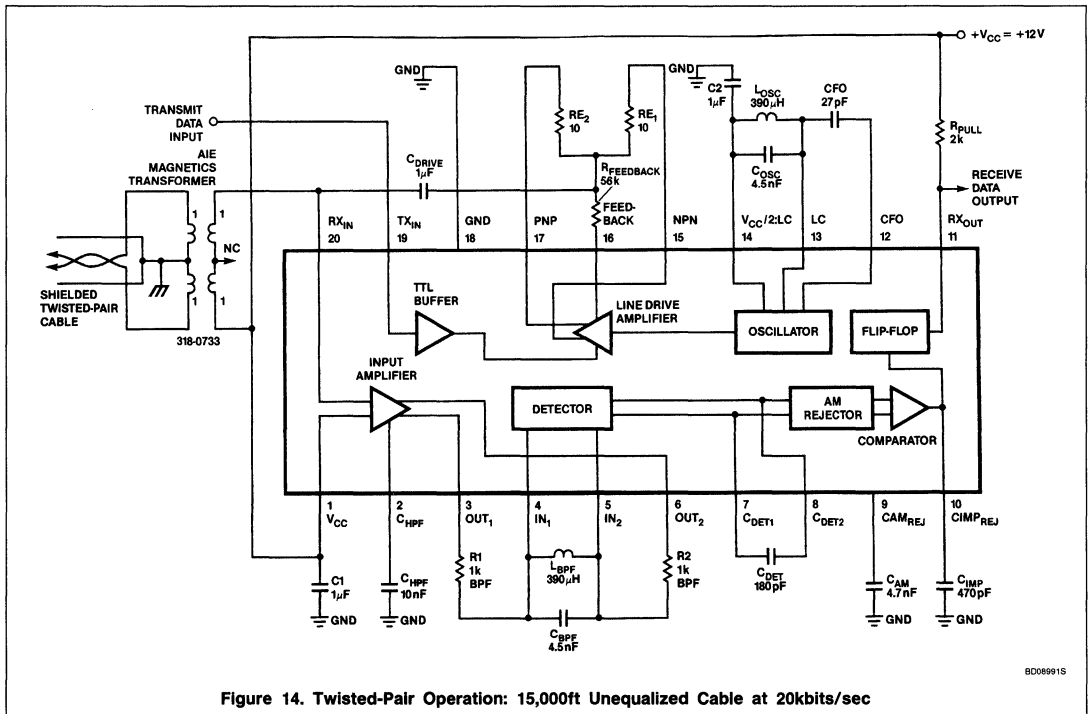 +VCC = +12V
GND
TRANSMIT
DATA
INPUT
AIE
MAGNETICS
TRANSFORMER
CDRIVE
1µF
RE2
10
RE1
10
RFEEDBACK
56k
FEED-
BACK
GND
C2
1µF
LOSC
390µH
COSC
4.5nF
CFO
27pF
RPULL
2k
RECEIVE
DATA
OUTPUT
1
1
NC
1
1
SHIELDED
TWISTED-PAIR
CABLE
318-0733
RXIN
20
TXIN
19
GND
18
PNP
17
16
NPN
15
VCC/2:LC
14
LC
13
CFO
12
RXOUT
11
TTL
BUFFER
LINE DRIVE
AMPLIFIER
OSCILLATOR
FLIP-FLOP
INPUT
AMPLIFIER
DETECTOR
AM
REJECTOR
COMPARATOR
1
VCC
2
CHPF
3
OUT1
4
IN1
5
IN2
6
OUT2
7
CDET1
8
CDET2
9
CAMREJ
10
CIMPREJ
C1
1µF
GND
CHPF
10nF
GND
R1
1k
BPF
LBPF
390µH
CBPF
4.5nF
R2
1k
BPF
CDET
180pF
CAM
4.7nF
GND
CIMP
470pF
GND
BD08991S
Figure 14. Twisted-Pair Operation: 15,000ft Unequalized Cable at 20kbits/sec